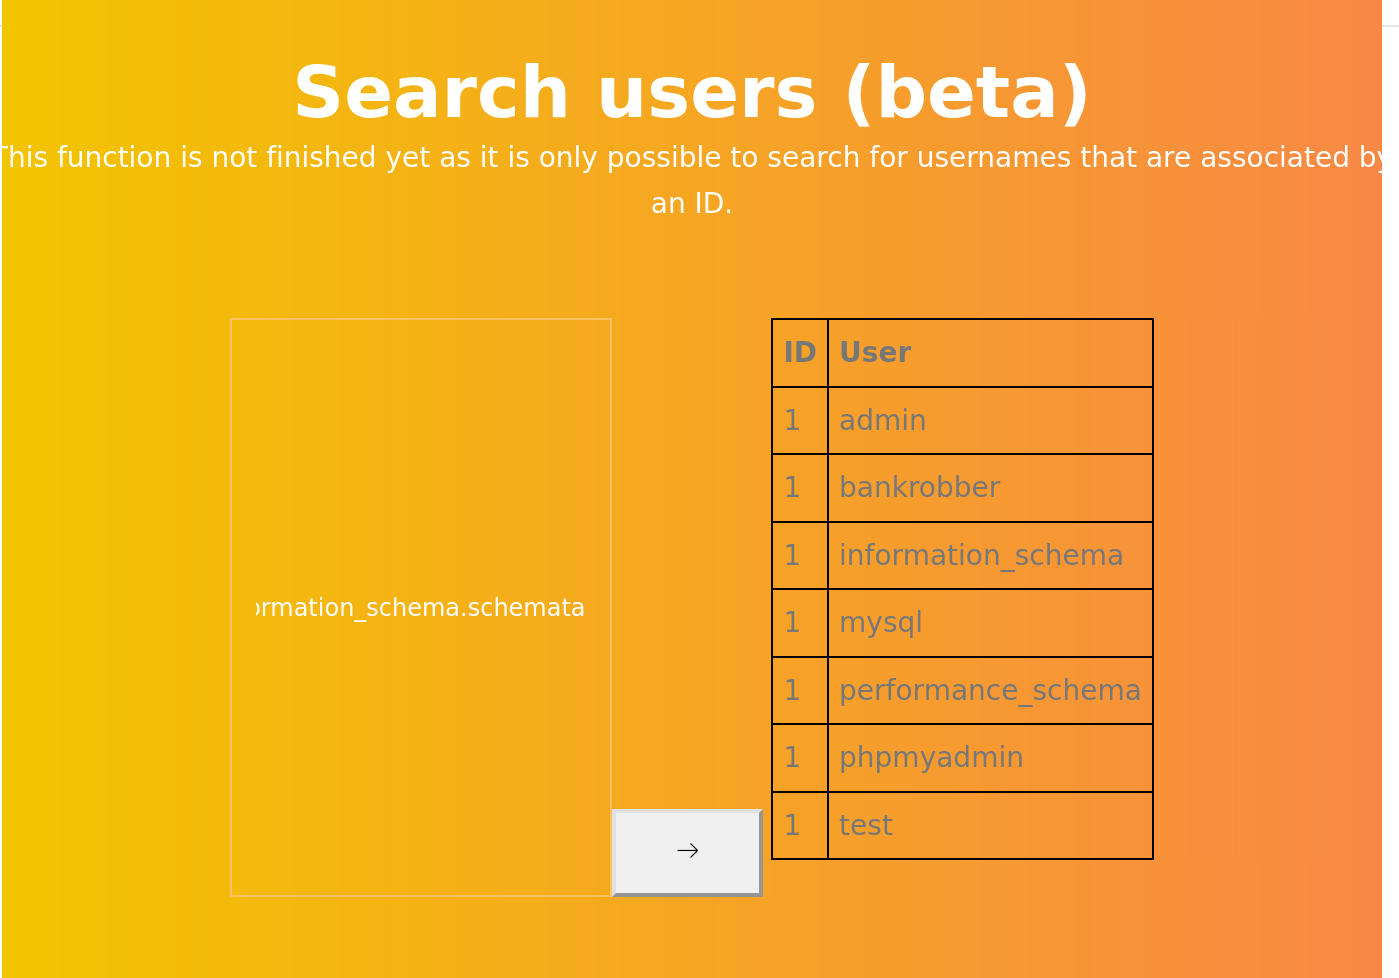 Search users (beta)
This function is not finished yet as it is only possible to search for usernames that are associated by
an ID.
ormation_schema.schemata
→
ID User
1 admin
1 bankrobber
1 information_schema
1 mysql
1 performance_schema
1 phpmyadmin
1 test